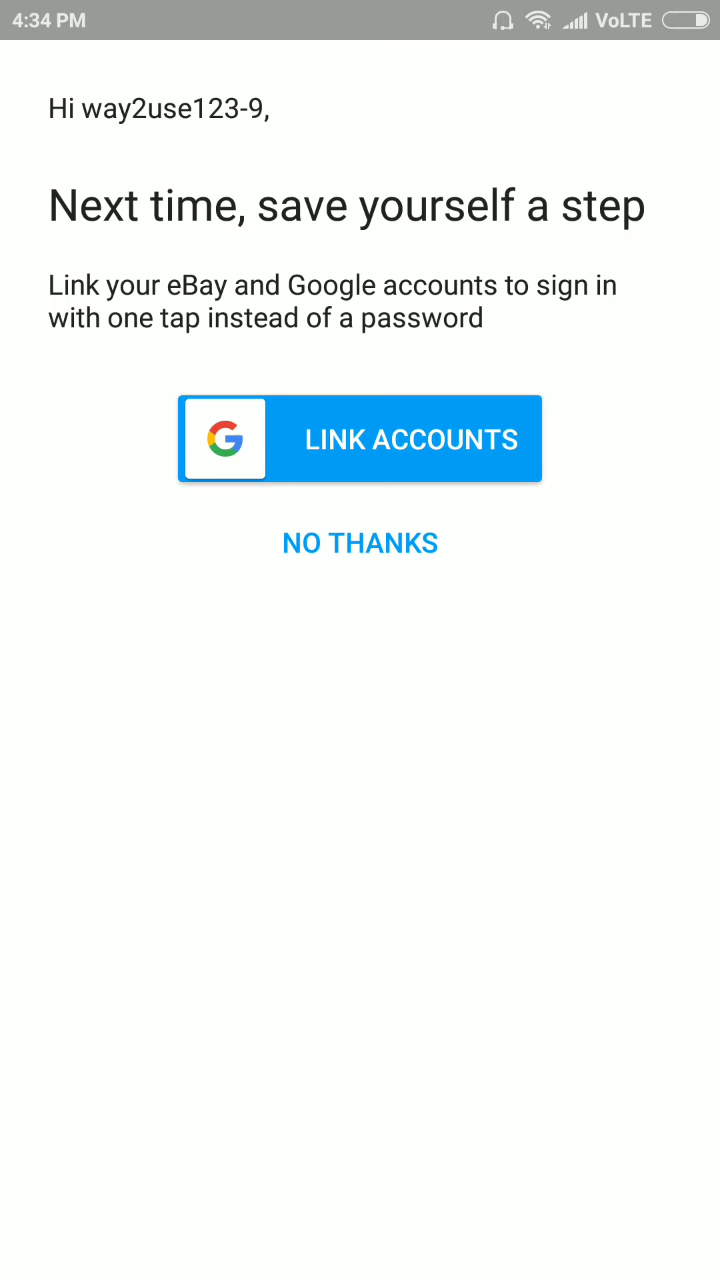 4:34 PM VoLTE
Hi way2use123-9,
Next time, save yourself a step
Link your eBay and Google accounts to sign in
with one tap instead of a password
LINK ACCOUNTS
NO THANKS